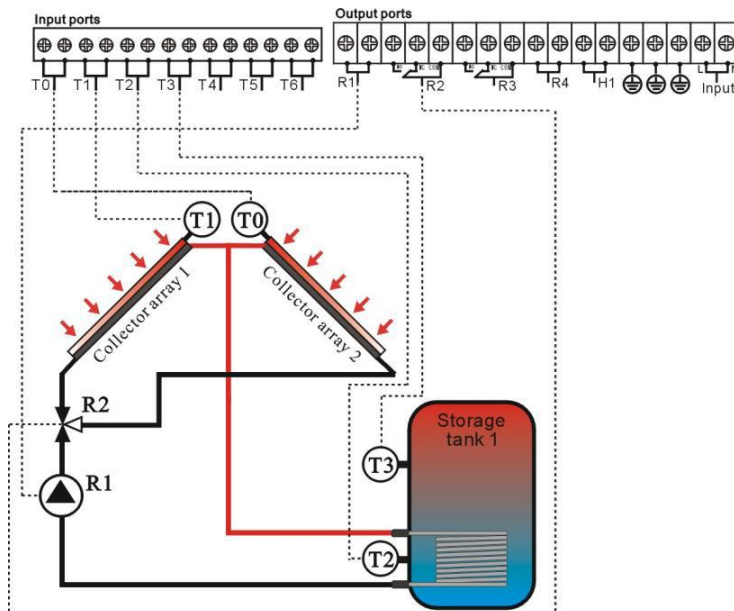 Input ports
Output ports
T0 T1 T2 T3 T4 T5 T6
R1 R2 R3 R4 H1 Input
L
T1 T0
Collector array 1
Collector array 2
R2
Storage
tank 1
T3
R1
T2